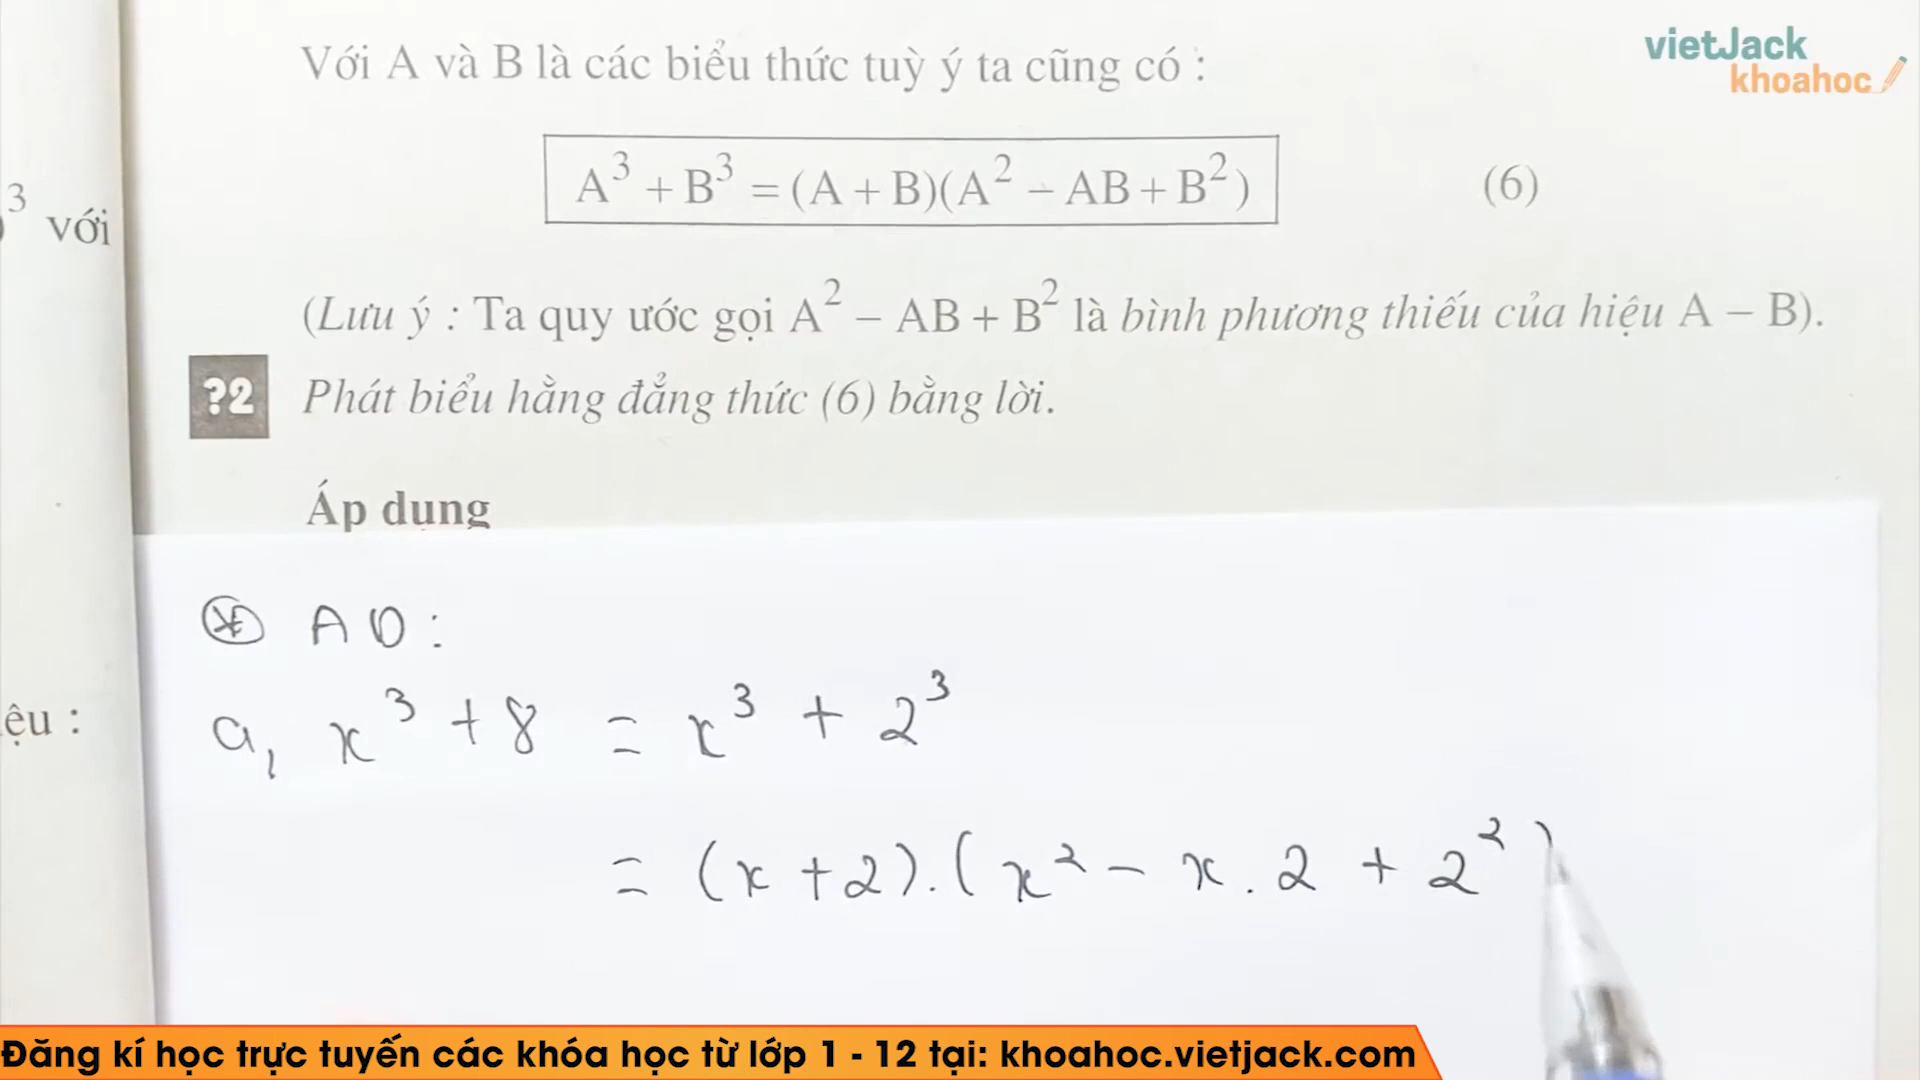 vietJack
khoahoc
Với A và B là các biểu thức tuỳ ý ta cũng có :
A³ + B³ = (A + B)(A² − AB + B²) (6)
3 với
(Lưu ý : Ta quy ước gọi A² − AB + B² là bình phương thiếu của hiệu A − B).
?2 Phát biểu hằng đẳng thức (6) bằng lời.
Áp dụng
AD :
a, x³ + 8 = x³ + 2³
ệu :
= (x + 2) . (x² − x . 2 + 2²)
Đăng kí học trực tuyến các khóa học từ lớp 1 - 12 tại: khoahoc.vietjack.com